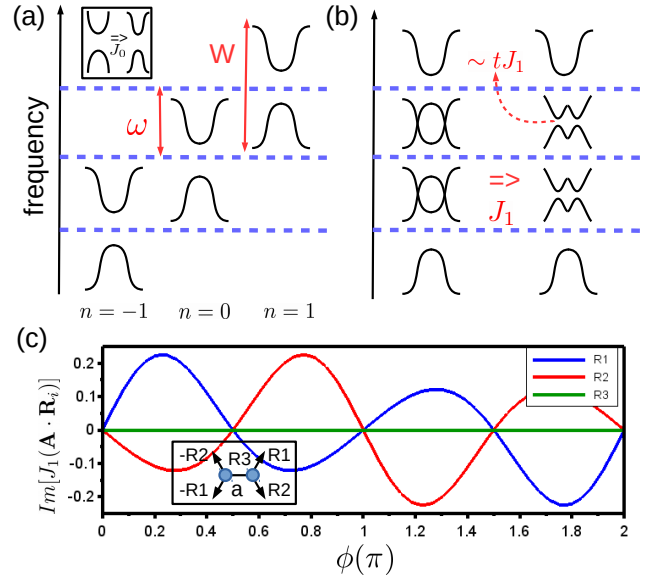 (a)
=>
J₀
W
ω
frequency
n = −1
n = 0
n = 1
(b)
∼ tJ₁
=>
J₁
(c)
Im[J₁(A · Rᵢ)]
0.2
0.1
0
-0.1
-0.2
R1
R2
R3
-R2
R3
R1
-R1
a
R2
0
0.2
0.4
0.6
0.8
1
1.2
1.4
1.6
1.8
2
ϕ(π)